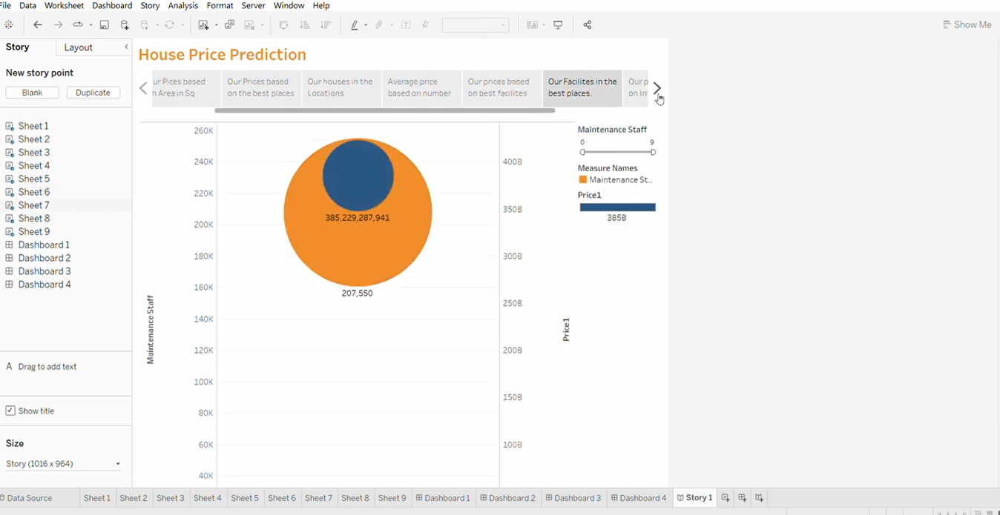 File Data Worksheet Dashboard Story Analysis Format Server Window Help
Show Me
Story Layout
New story point
Blank Duplicate
Sheet 1
Sheet 2
Sheet 3
Sheet 4
Sheet 5
Sheet 6
Sheet 7
Sheet 8
Sheet 9
Dashboard 1
Dashboard 2
Dashboard 3
Dashboard 4
A Drag to add text
Show title
Size
Story (1016 x 964)
House Price Prediction
ur Pices based
n Area in Sq
Our Prices based
on the best places
Our houses in the
Locations
Average price
based on number
Our prices based
on best facilites
Our Facilites in the
best places.
Our p
on In
260K
240K
220K
200K
180K
160K
140K
120K
100K
80K
60K
40K
Maintenance Staff
385,229,287,941
207,550
400B
350B
300B
250B
200B
150B
100B
Price1
Maintenance Staff
0 9
Measure Names
Maintenance St..
Price1
385B
Data Source Sheet 1 Sheet 2 Sheet 3 Sheet 4 Sheet 5 Sheet 6 Sheet 7 Sheet 8 Sheet 9 Dashboard 1 Dashboard 2 Dashboard 3 Dashboard 4 Story 1